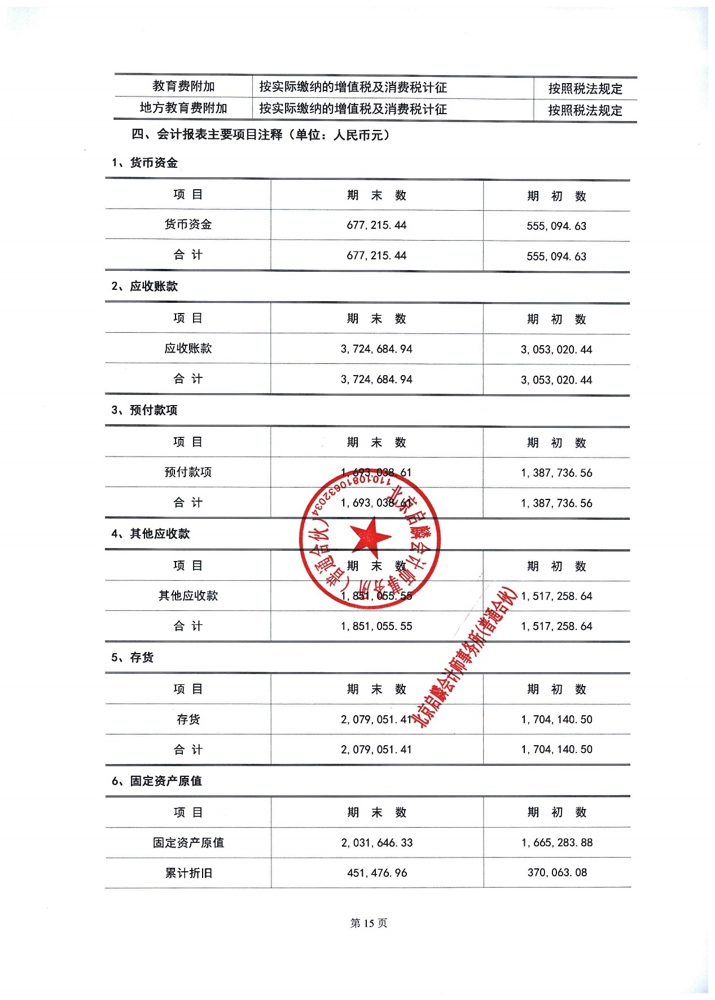 教育费附加 按实际缴纳的增值税及消费税计征 按照税法规定
地方教育费附加 按实际缴纳的增值税及消费税计征 按照税法规定
四、会计报表主要项目注释（单位：人民币元）
1、货币资金
项 目 期 末 数 期 初 数
货币资金 677,215.44 555,094.63
合 计 677,215.44 555,094.63
2、应收账款
项 目 期 末 数 期 初 数
应收账款 3,724,684.94 3,053,020.44
合 计 3,724,684.94 3,053,020.44
3、预付款项
项 目 期 末 数 期 初 数
预付款项 1,693,038.61 1,387,736.56
合 计 1,693,038.61 1,387,736.56
北京启麟会计师事务所（普通合伙）
1101081063203４
4、其他应收款
项 目 期 末 数 期 初 数
其他应收款 1,851,055.55 1,517,258.64
合 计 1,851,055.55 1,517,258.64
北京启麟会计师事务所(普通合伙)
5、存货
项 目 期 末 数 期 初 数
存货 2,079,051.41 1,704,140.50
合 计 2,079,051.41 1,704,140.50
6、固定资产原值
项 目 期 末 数 期 初 数
固定资产原值 2,031,646.33 1,665,283.88
累计折旧 451,476.96 370,063.08
第 15 页